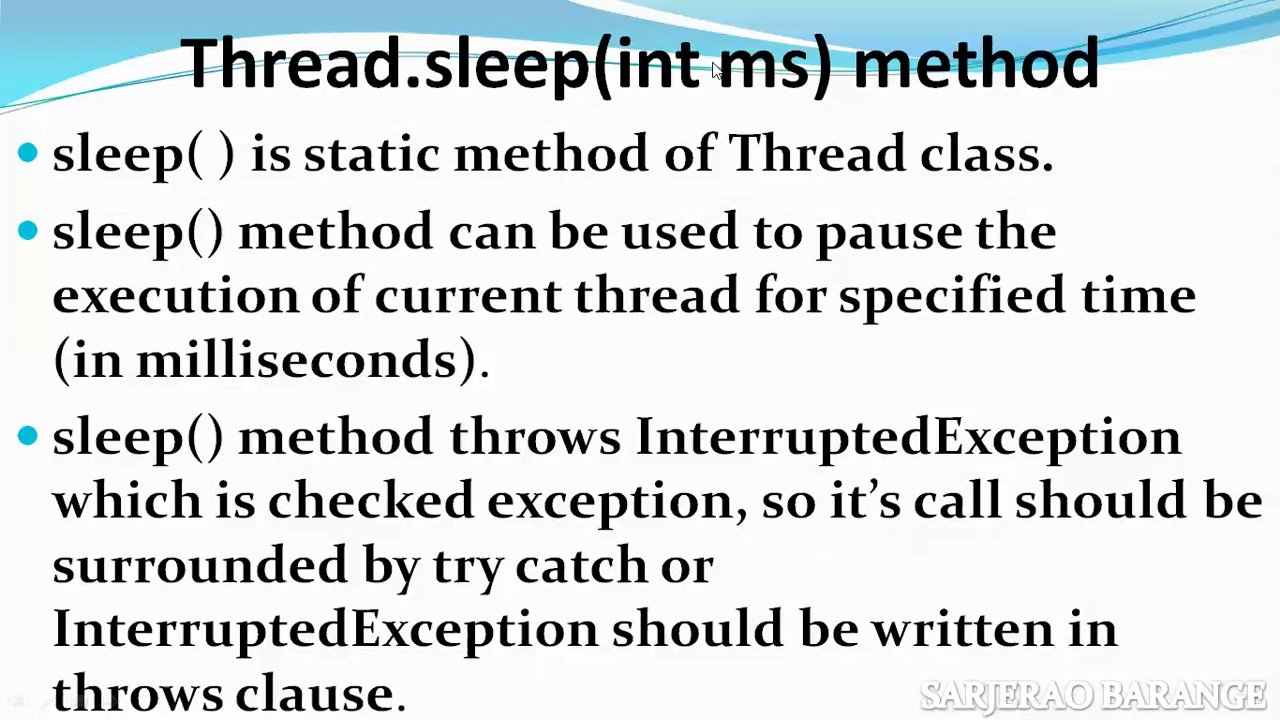 Thread.sleep(int ms) method
• sleep( ) is static method of Thread class.
• sleep() method can be used to pause the
execution of current thread for specified time
(in milliseconds).
• sleep() method throws InterruptedException
which is checked exception, so it’s call should be
surrounded by try catch or
InterruptedException should be written in
throws clause.
SARJERAO BARANGE